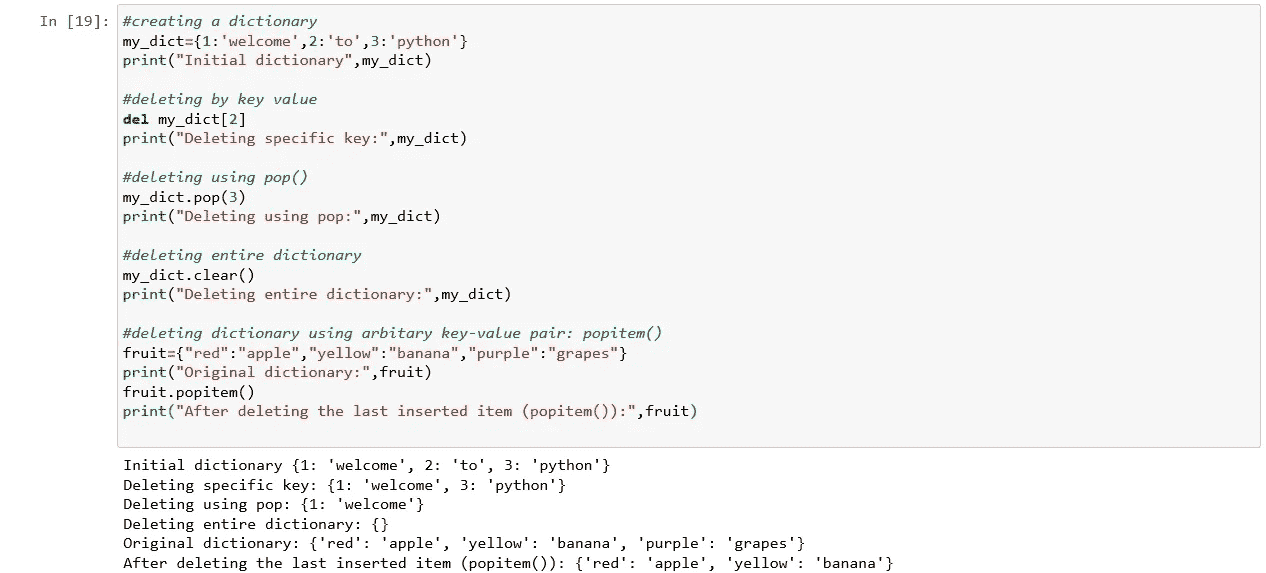 In [19]: #creating a dictionary
my_dict={1:'welcome',2:'to',3:'python'}
print("Initial dictionary",my_dict)
#deleting by key value
del my_dict[2]
print("Deleting specific key:",my_dict)
#deleting using pop()
my_dict.pop(3)
print("Deleting using pop:",my_dict)
#deleting entire dictionary
my_dict.clear()
print("Deleting entire dictionary:",my_dict)
#deleting dictionary using arbitary key-value pair: popitem()
fruit={"red":"apple","yellow":"banana","purple":"grapes"}
print("Original dictionary:",fruit)
fruit.popitem()
print("After deleting the last inserted item (popitem()):",fruit)
Initial dictionary {1: 'welcome', 2: 'to', 3: 'python'}
Deleting specific key: {1: 'welcome', 3: 'python'}
Deleting using pop: {1: 'welcome'}
Deleting entire dictionary: {}
Original dictionary: {'red': 'apple', 'yellow': 'banana', 'purple': 'grapes'}
After deleting the last inserted item (popitem()): {'red': 'apple', 'yellow': 'banana'}